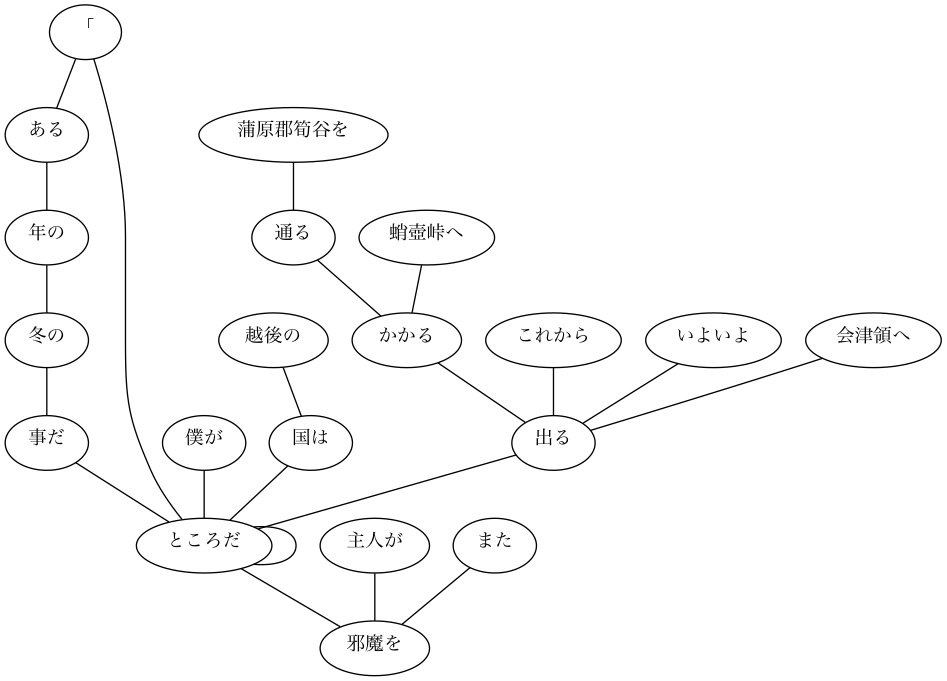 「
ある
蒲原郡筍谷を
年の
通る
蛸壺峠へ
冬の
越後の
かかる
これから
いよいよ
会津領へ
事だ
僕が
国は
出る
ところだ
主人が
また
邪魔を